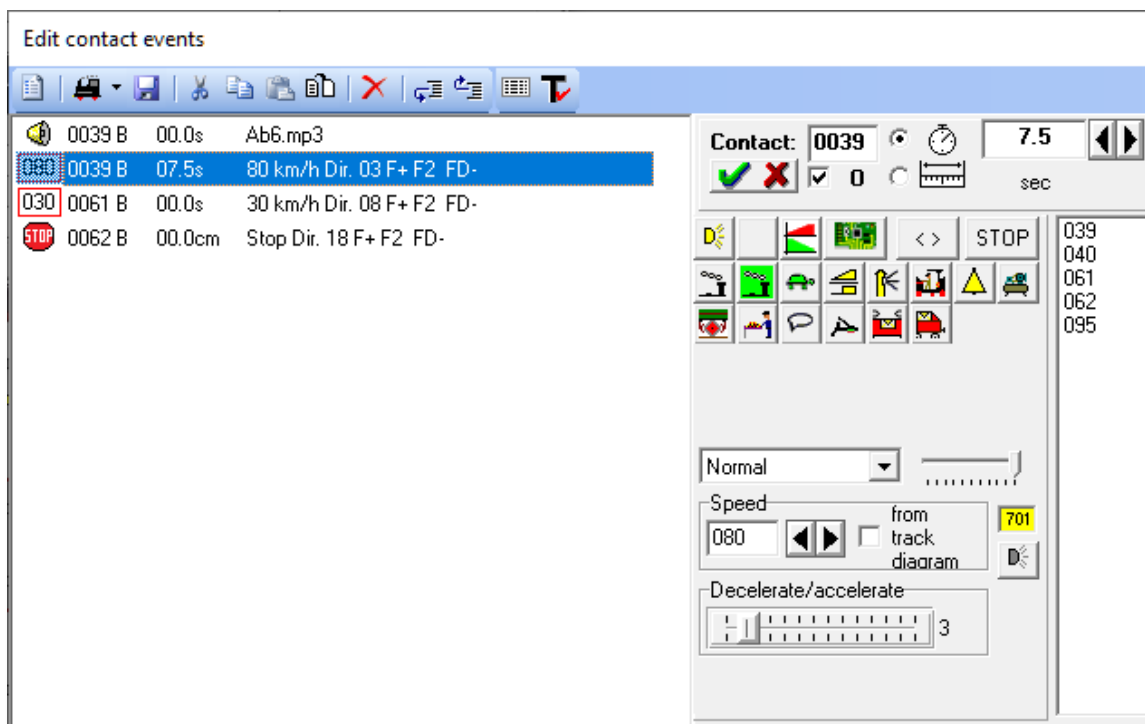 Edit contact events
0039 B 00.0s Ab6.mp3
080 0039 B 07.5s 80 km/h Dir. 03 F+ F2 FD-
030 0061 B 00.0s 30 km/h Dir. 08 F+ F2 FD-
STOP 0062 B 00.0cm Stop Dir. 18 F+ F2 FD-
Contact: 0039 7.5
0 sec
D < > STOP
039
040
061
062
095
Normal
Speed
080 from track diagram
701
D
Decelerate/accelerate
3